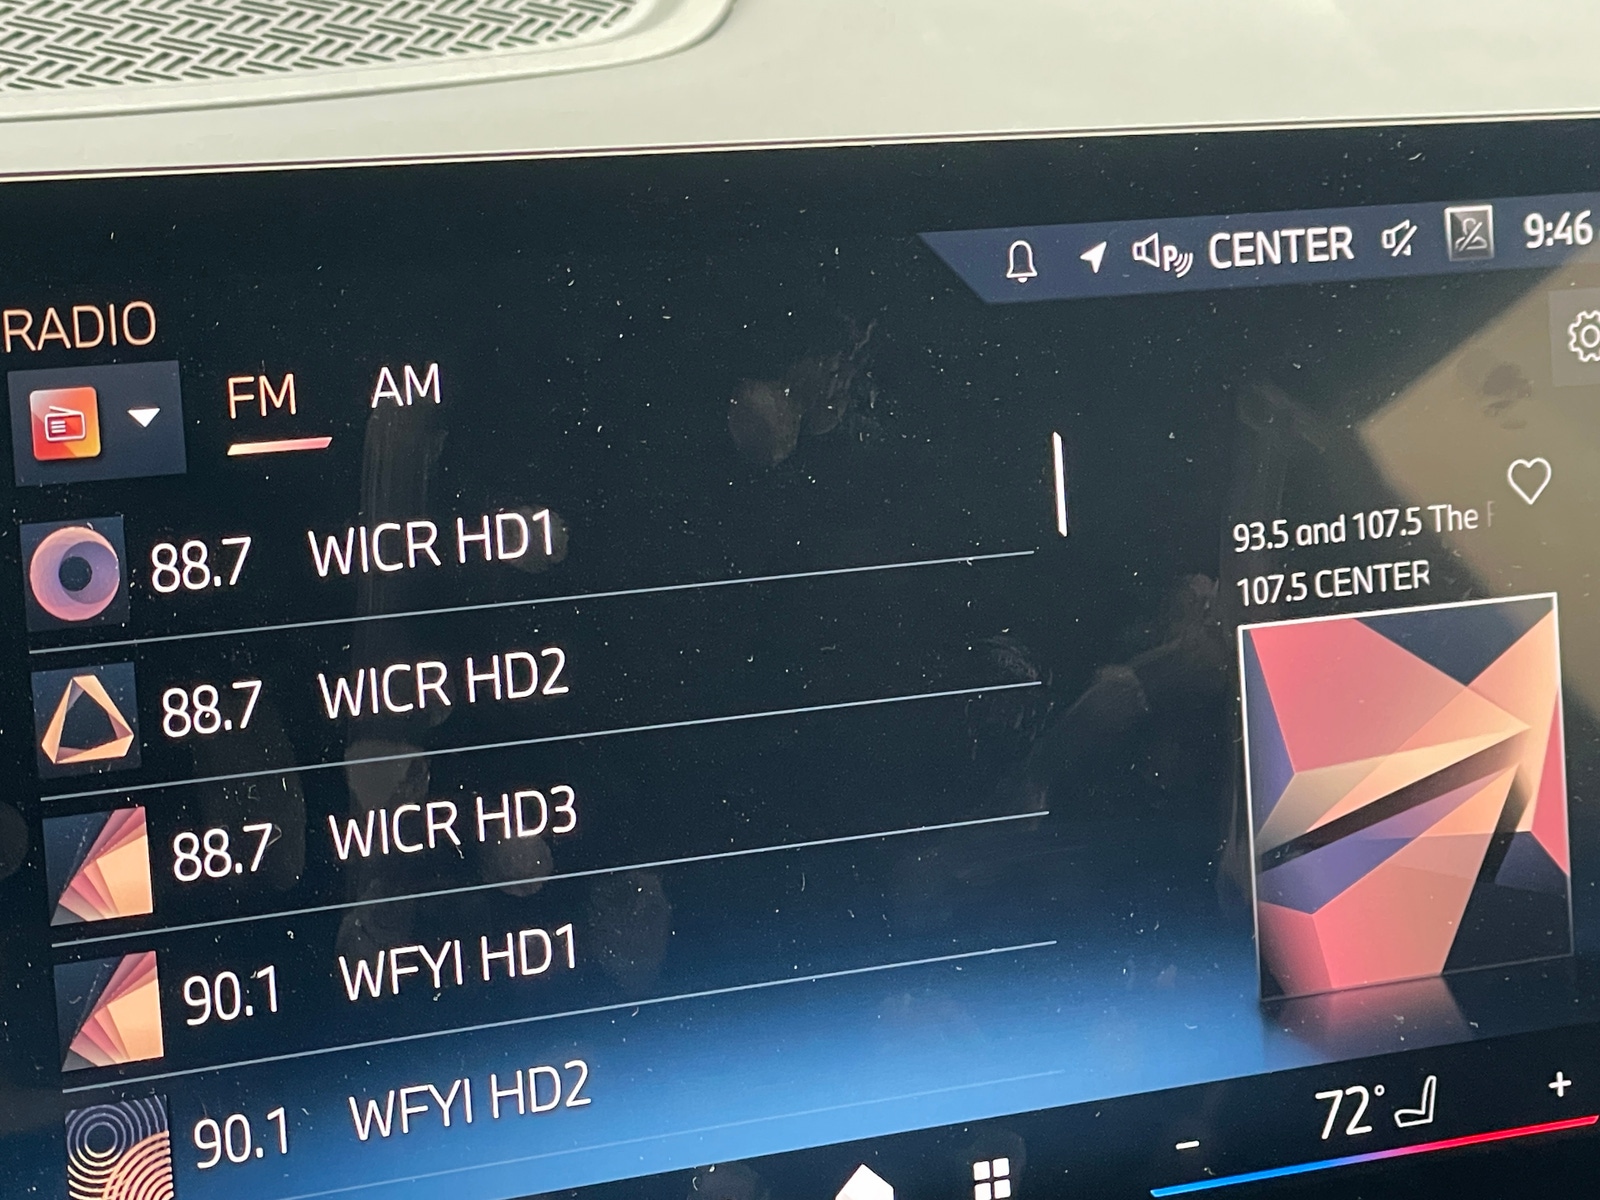 P CENTER 9:46
RADIO
FM AM
88.7 WICR HD1
88.7 WICR HD2
88.7 WICR HD3
90.1 WFYI HD1
90.1 WFYI HD2
93.5 and 107.5 The
107.5 CENTER
- 72° +